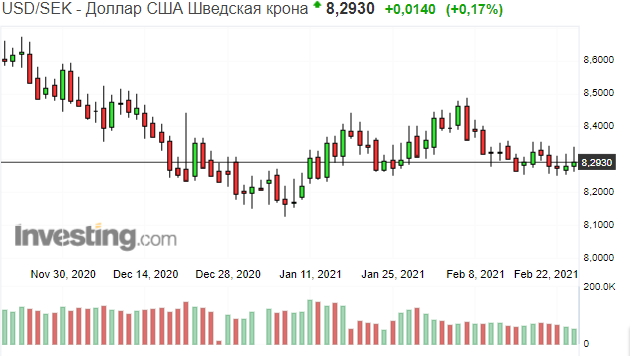 USD/SEK - Доллар США Шведская крона 8,2930 +0,0140 (+0,17%)
8,6000
8,5000
8,4000
8,2930
8,2000
8,1000
8,0000
Investing.com
Nov 30, 2020 Dec 14, 2020 Dec 28, 2020 Jan 11, 2021 Jan 25, 2021 Feb 8, 2021 Feb 22, 2021
200.0K
0